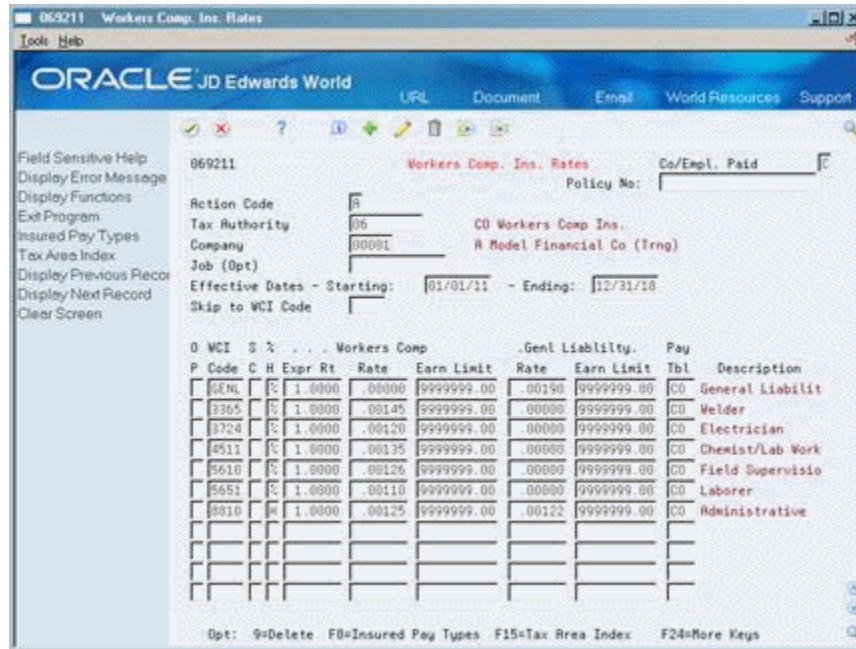 069211 Workers Comp. Ins. Rates
Tools Help
ORACLE JD Edwards World
URL Document Email World Resources Support
Field Sensitive Help
Display Error Message
Display Functions
Exit Program
Insured Pay Types
Tax Area Index
Display Previous Recor
Display Next Record
Clear Screen
069211 Workers Comp. Ins. Rates Co/Empl. Paid C
Policy No:
Action Code A
Tax Authority 06 CO Workers Comp Ins.
Company 00001 A Model Financial Co (Trng)
Job (Opt)
Effective Dates - Starting: 01/01/11 - Ending: 12/31/18
Skip to WCI Code
O WCI S % . . . Workers Comp .Genl Liablilty. Pay
P Code C H Expr Rt Rate Earn Limit Rate Earn Limit Tbl Description
GENL % 1.0000 .00000 9999999.00 .00190 9999999.00 CO General Liabilit
3365 % 1.0000 .00145 9999999.00 .00000 9999999.00 CO Welder
3724 % 1.0000 .00120 9999999.00 .00000 9999999.00 CO Electrician
4511 % 1.0000 .00135 9999999.00 .00000 9999999.00 CO Chemist/Lab Work
5610 % 1.0000 .00126 9999999.00 .00000 9999999.00 CO Field Supervisio
5651 % 1.0000 .00110 9999999.00 .00000 9999999.00 CO Laborer
8810 H 1.0000 .00125 9999999.00 .00122 9999999.00 CO Administrative
Opt: 9=Delete F8=Insured Pay Types F15=Tax Area Index F24=More Keys